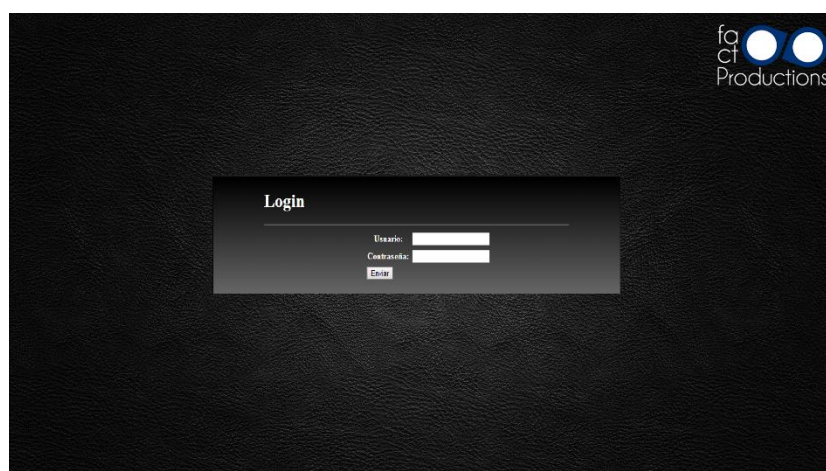 fa
ct
Productions
Login
Usuario:
Contraseña:
Enviar